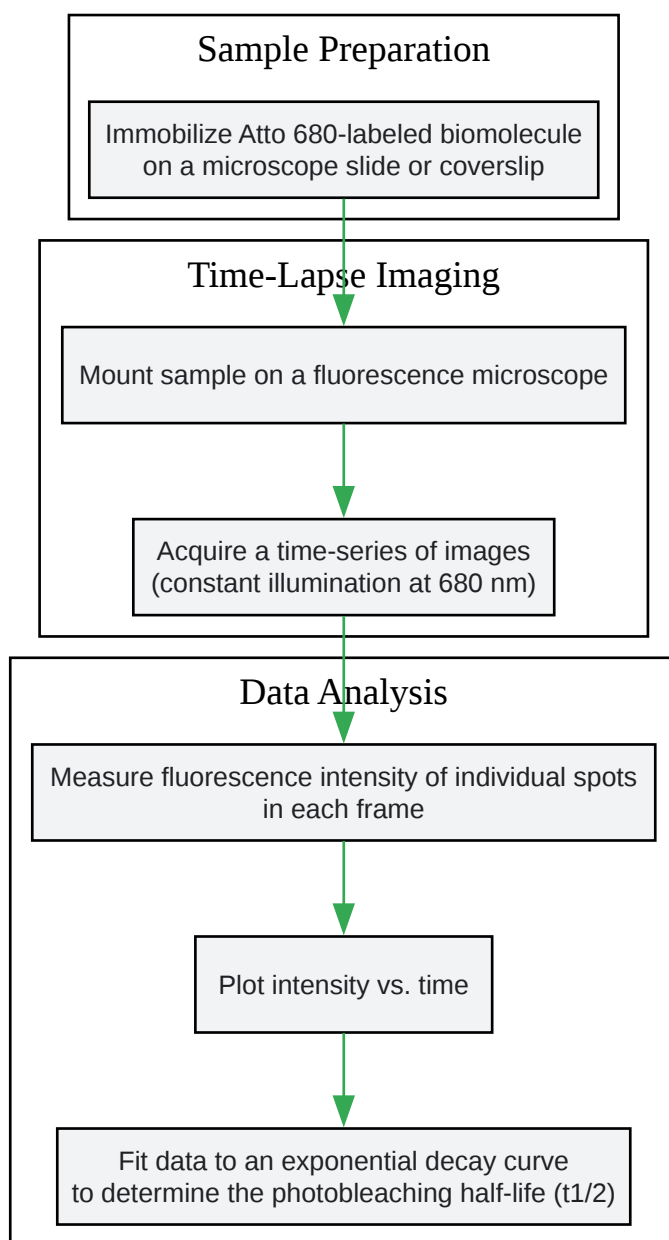 Sample Preparation
Immobilize Atto 680-labeled biomolecule
on a microscope slide or coverslip
Time-Lapse Imaging
Mount sample on a fluorescence microscope
Acquire a time-series of images
(constant illumination at 680 nm)
Data Analysis
Measure fluorescence intensity of individual spots
in each frame
Plot intensity vs. time
Fit data to an exponential decay curve
to determine the photobleaching half-life (t1/2)